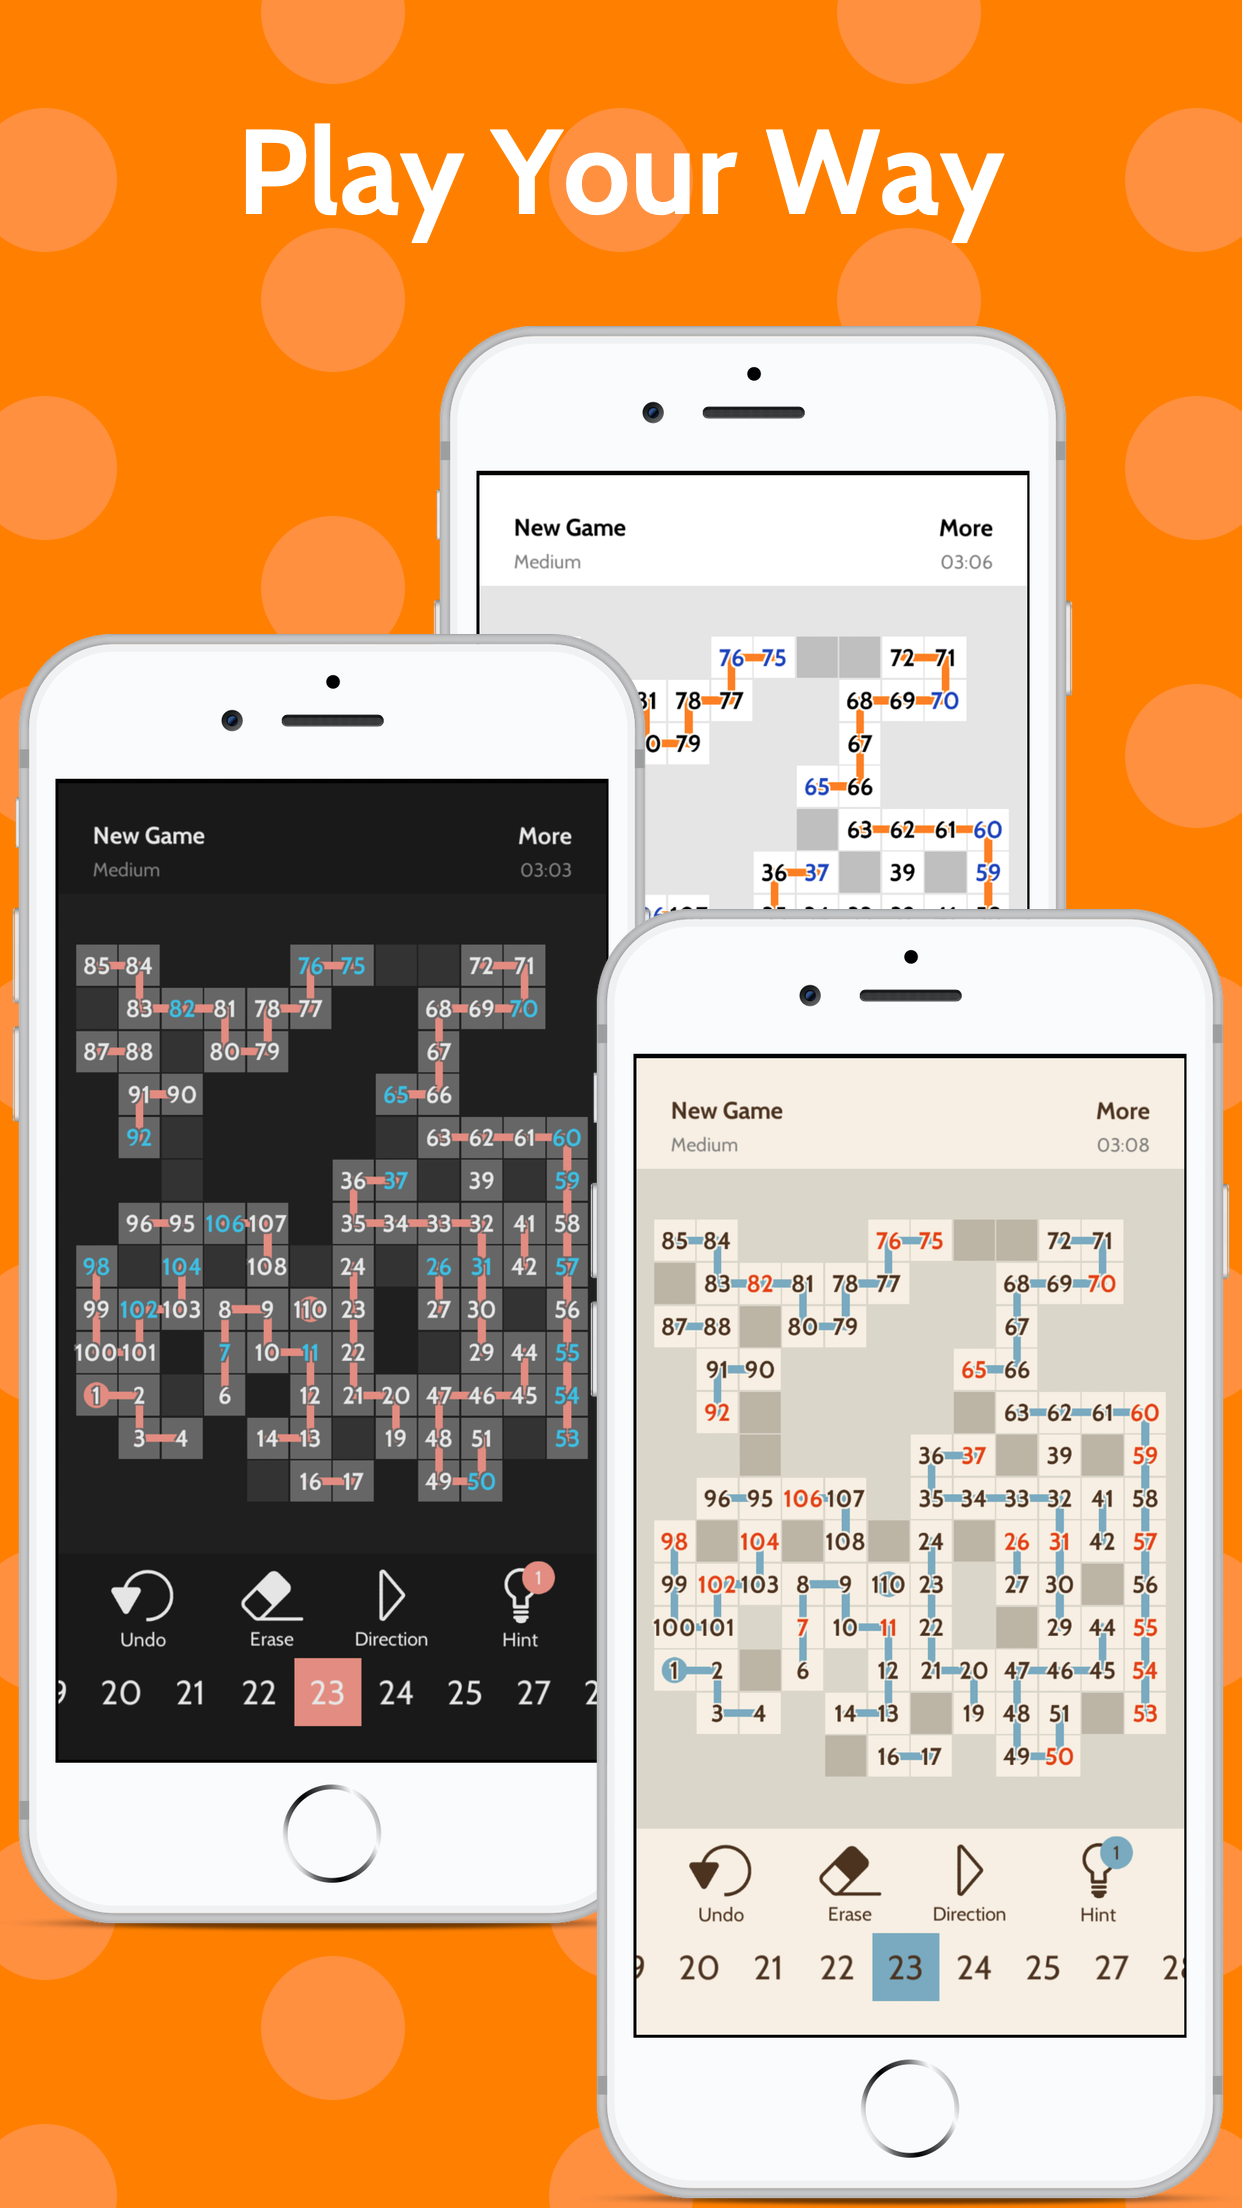 Play Your Way
New Game More
Medium 03:06
76 75 72 71
78 77 68 69 70
79 67
65 66
63 62 61 60
36 37 39 59
New Game More
Medium 03:03
85 84 76 75 72 71
83 82 81 78 77 68 69 70
87 88 80 79 67
91 90 65 66
92 63 62 61 60
36 37 39 59
96 95 106 107 35 34 33 32 41 58
98 104 108 24 26 31 42 57
99 102 103 8 9 110 23 27 30 56
100 101 7 10 11 22 29 44 55
1 2 6 12 21 20 47 46 45 54
3 4 14 13 19 48 51 53
16 17 49 50
Undo Erase Direction Hint 1
20 21 22 23 24 25 27
New Game More
Medium 03:08
85 84 76 75 72 71
83 82 81 78 77 68 69 70
87 88 80 79 67
91 90 65 66
92 63 62 61 60
36 37 39 59
96 95 106 107 35 34 33 32 41 58
98 104 108 24 26 31 42 57
99 102 103 8 9 110 23 27 30 56
100 101 7 10 11 22 29 44 55
1 2 6 12 21 20 47 46 45 54
3 4 14 13 19 48 51 53
16 17 49 50
Undo Erase Direction Hint 1
20 21 22 23 24 25 27 28